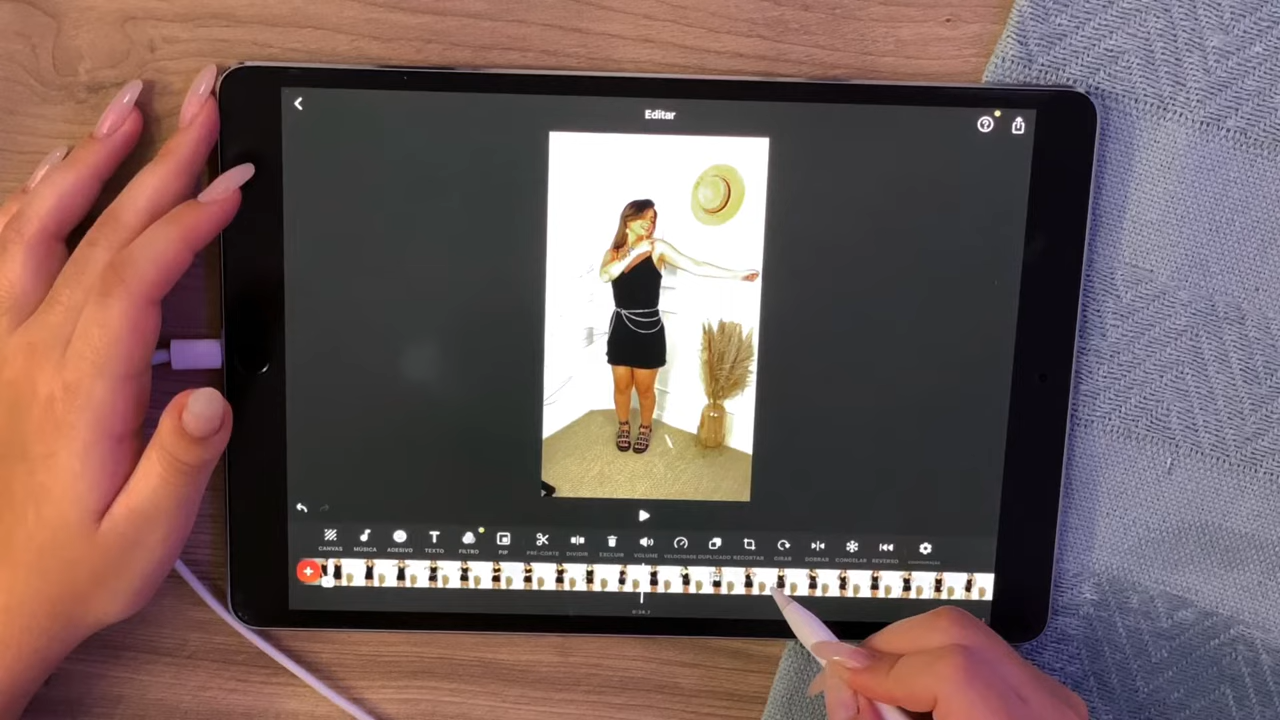 Editar
CANVAS MÚSICA ADESIVO TEXTO FILTRO PIP PRÉ-CORTE DIVIDIR EXCLUIR VOLUME VELOCIDADE DUPLICADO RECORTAR GIRAR DOBRAR CONGELAR REVERSO